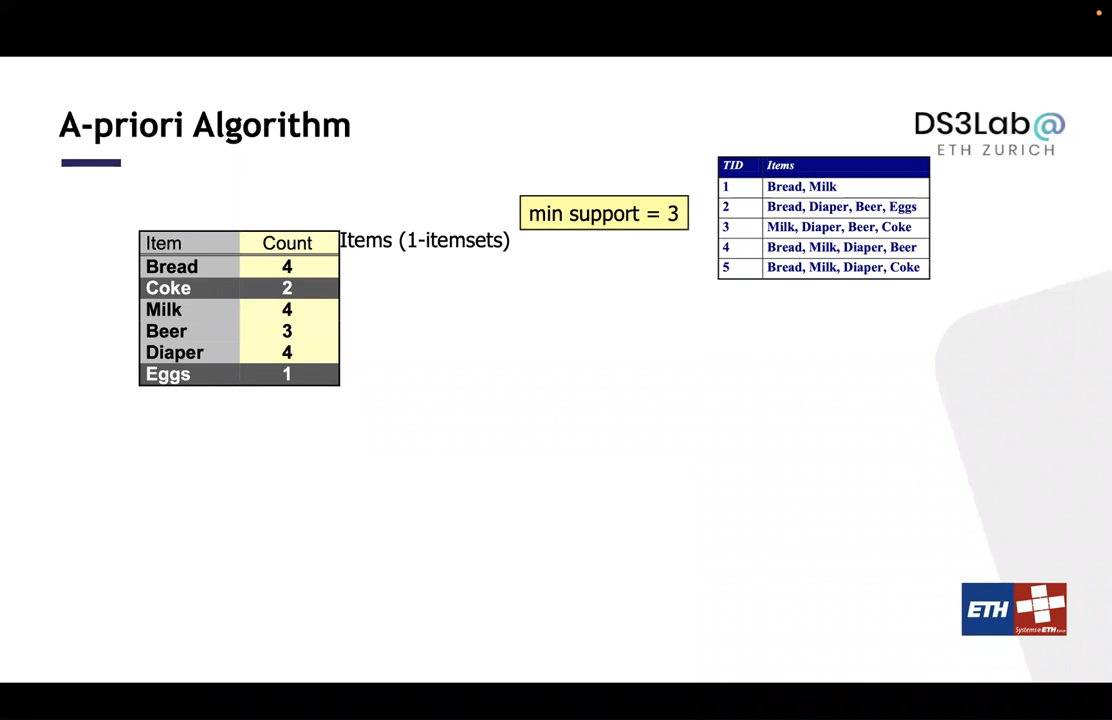 A-priori Algorithm
DS3Lab@
ETH ZURICH
TID Items
1 Bread, Milk
2 Bread, Diaper, Beer, Eggs
3 Milk, Diaper, Beer, Coke
4 Bread, Milk, Diaper, Beer
5 Bread, Milk, Diaper, Coke
min support = 3
Items (1-itemsets)
Item Count
Bread 4
Coke 2
Milk 4
Beer 3
Diaper 4
Eggs 1
ETH
Systems@ETH